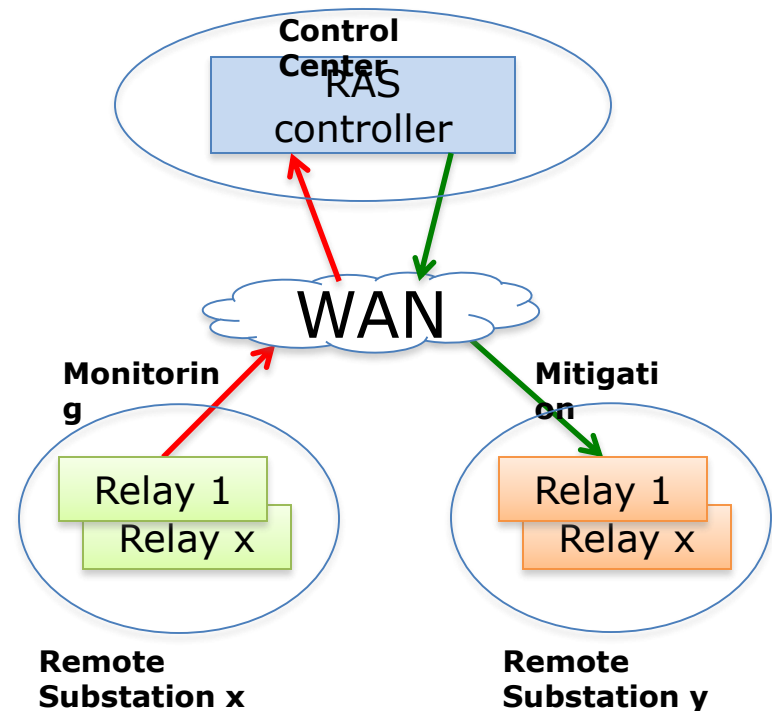 Control
Center
RAS
controller
WAN
Monitorin
g
Mitigati
on
Relay 1
Relay x
Relay 1
Relay x
Remote
Substation x
Remote
Substation y